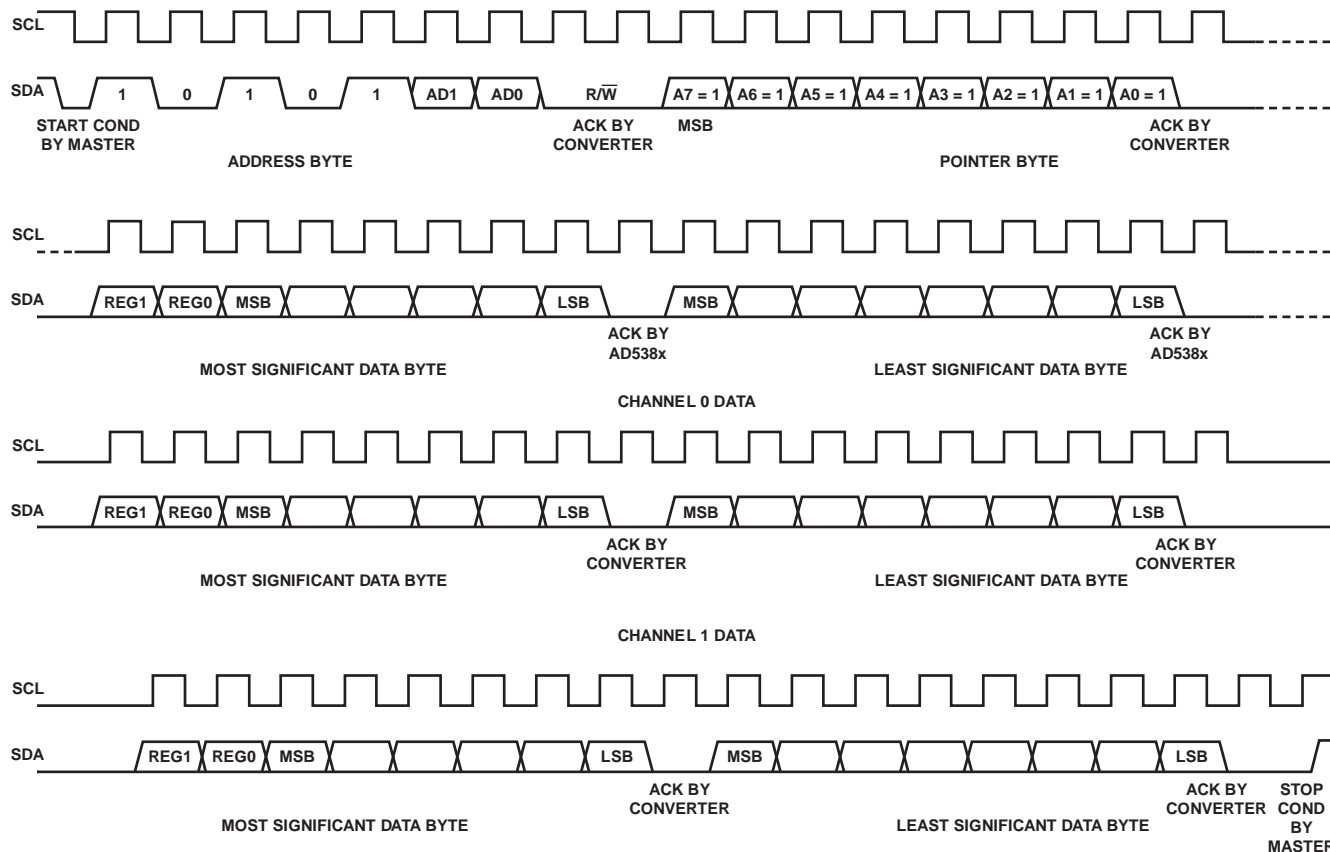 SCL
SDA 1 0 1 0 1 AD1 AD0 R/W̅ A7 = 1 A6 = 1 A5 = 1 A4 = 1 A3 = 1 A2 = 1 A1 = 1 A0 = 1
START COND BY MASTER
ACK BY CONVERTER
MSB
ACK BY CONVERTER
ADDRESS BYTE
POINTER BYTE
SCL
SDA REG1 REG0 MSB LSB MSB LSB
ACK BY AD538x
ACK BY AD538x
MOST SIGNIFICANT DATA BYTE
LEAST SIGNIFICANT DATA BYTE
CHANNEL 0 DATA
SCL
SDA REG1 REG0 MSB LSB MSB LSB
ACK BY CONVERTER
ACK BY CONVERTER
MOST SIGNIFICANT DATA BYTE
LEAST SIGNIFICANT DATA BYTE
CHANNEL 1 DATA
SCL
SDA REG1 REG0 MSB LSB MSB LSB
ACK BY CONVERTER
ACK BY CONVERTER
STOP COND BY MASTER
MOST SIGNIFICANT DATA BYTE
LEAST SIGNIFICANT DATA BYTE